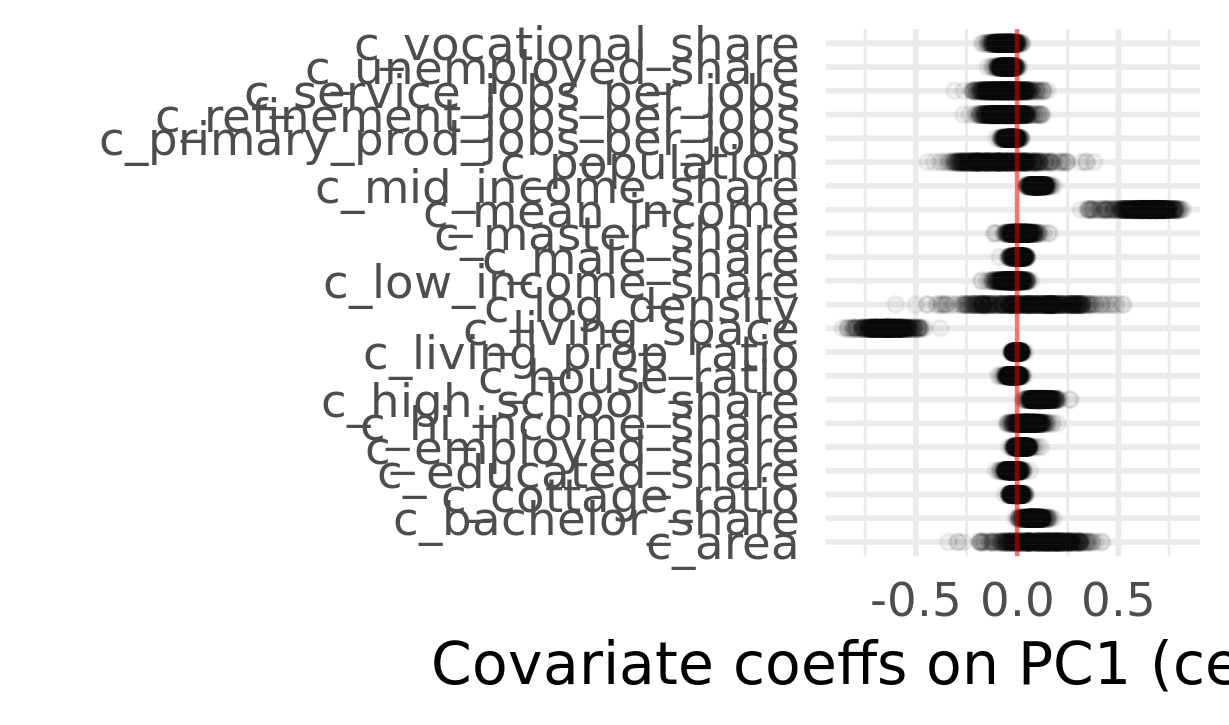 c_vocational_share
c_unemployed_share
c_service_jobs_per_jobs
c_refinement_jobs_per_jobs
c_primary_prod_jobs_per_jobs
c_population
c_mid_income_share
c_mean_income
c_master_share
c_male_share
c_low_income_share
c_log_density
c_living_space
c_living_prop_ratio
c_house_ratio
c_high_school_share
c_hi_income_share
c_employed_share
c_educated_share
c_cottage_ratio
c_bachelor_share
c_area
-0.5 0.0 0.5
Covariate coeffs on PC1 (ce